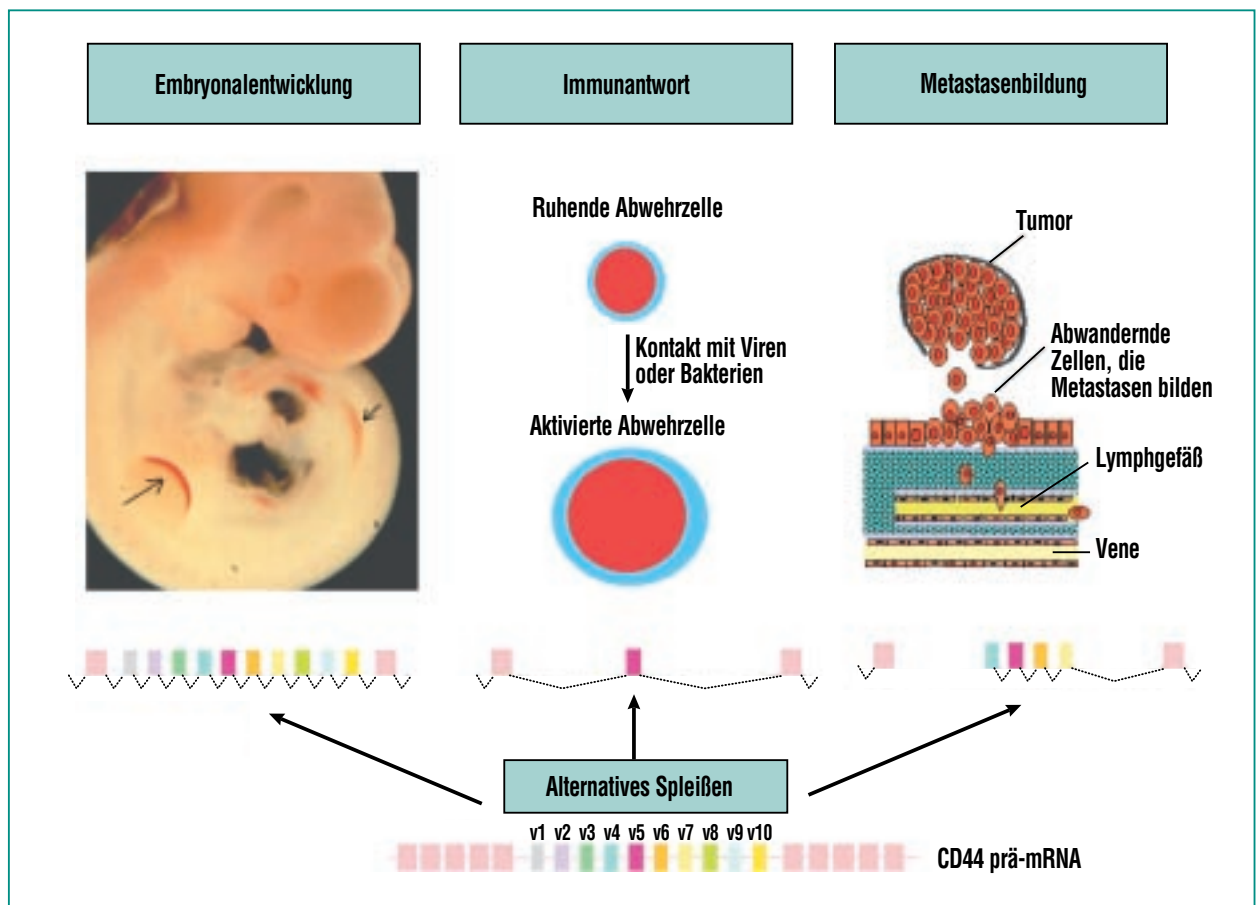 Embryonalentwicklung
Immunantwort
Metastasenbildung
Ruhende Abwehrzelle
Kontakt mit Viren
oder Bakterien
Aktivierte Abwehrzelle
Tumor
Abwandernde
Zellen, die
Metastasen bilden
Lymphgefäß
Vene
Alternatives Spleißen
v1 v2 v3 v4 v5 v6 v7 v8 v9 v10
CD44 prä-mRNA